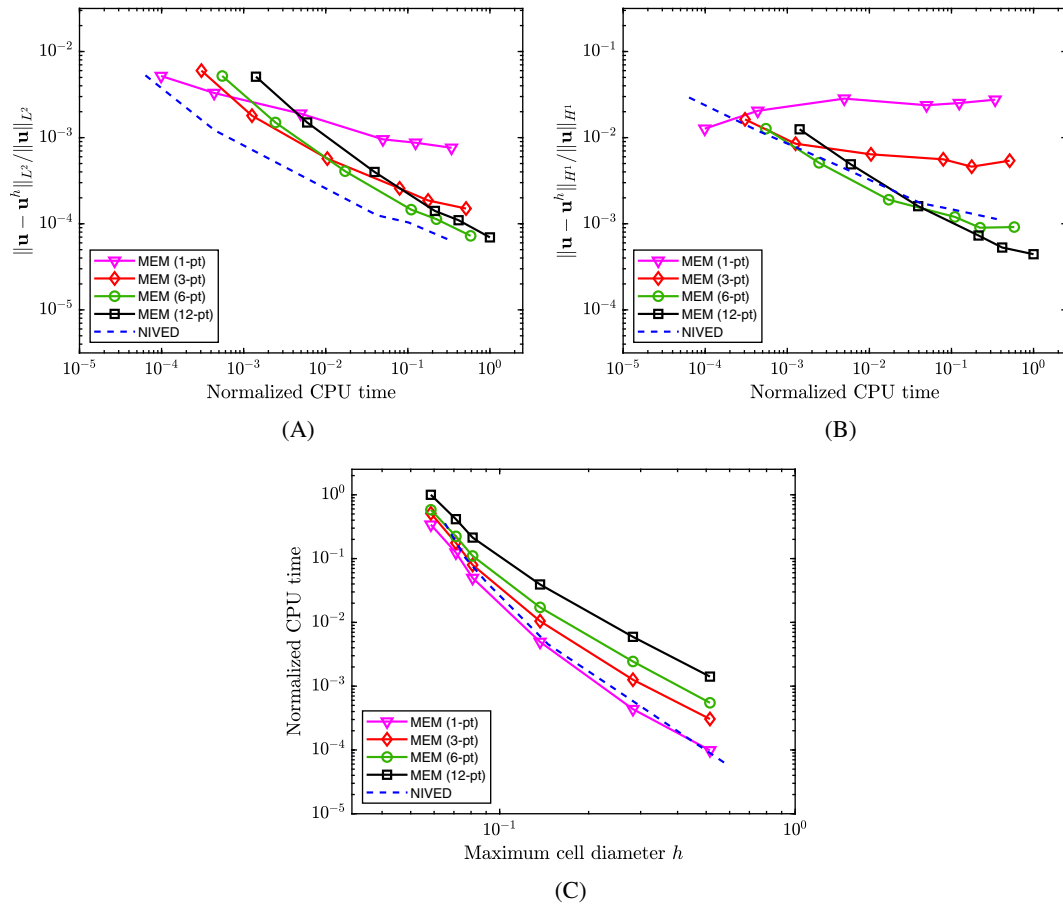 10^{-2}
10^{-3}
10^{-4}
10^{-5}
‖u − u^h‖_{L^2}/‖u‖_{L^2}
MEM (1-pt)
MEM (3-pt)
MEM (6-pt)
MEM (12-pt)
NIVED
10^{-5} 10^{-4} 10^{-3} 10^{-2} 10^{-1} 10^{0}
Normalized CPU time
(A)
10^{-1}
10^{-2}
10^{-3}
10^{-4}
‖u − u^h‖_{H^1}/‖u‖_{H^1}
MEM (1-pt)
MEM (3-pt)
MEM (6-pt)
MEM (12-pt)
NIVED
10^{-5} 10^{-4} 10^{-3} 10^{-2} 10^{-1} 10^{0}
Normalized CPU time
(B)
10^{0}
10^{-1}
10^{-2}
10^{-3}
10^{-4}
10^{-5}
Normalized CPU time
MEM (1-pt)
MEM (3-pt)
MEM (6-pt)
MEM (12-pt)
NIVED
10^{-1} 10^{0}
Maximum cell diameter h
(C)